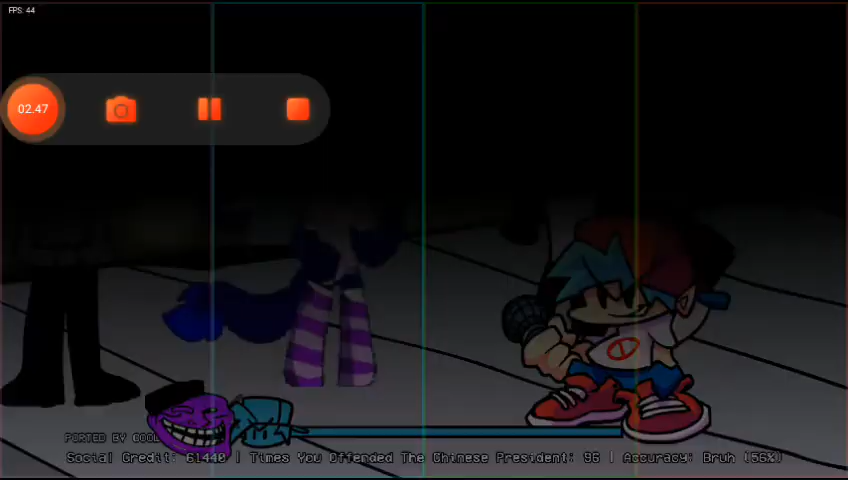 FPS: 44
02.47
PORTED BY COOL
Social Credit: 61440 | Times You Offended The Chinese President: 96 | Accuracy: Bruh (56%)